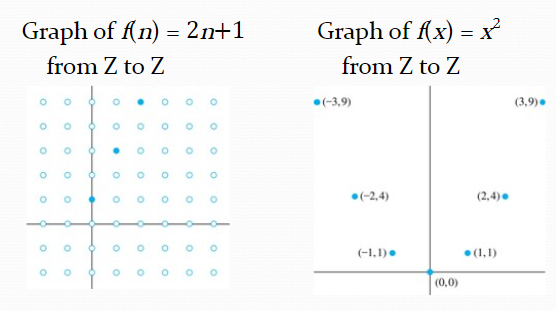 Graph of f(n) = 2n+1
from Z to Z
Graph of f(x) = x²
from Z to Z
(−3,9)
(3,9)
(−2,4)
(2,4)
(−1,1)
(1,1)
(0,0)